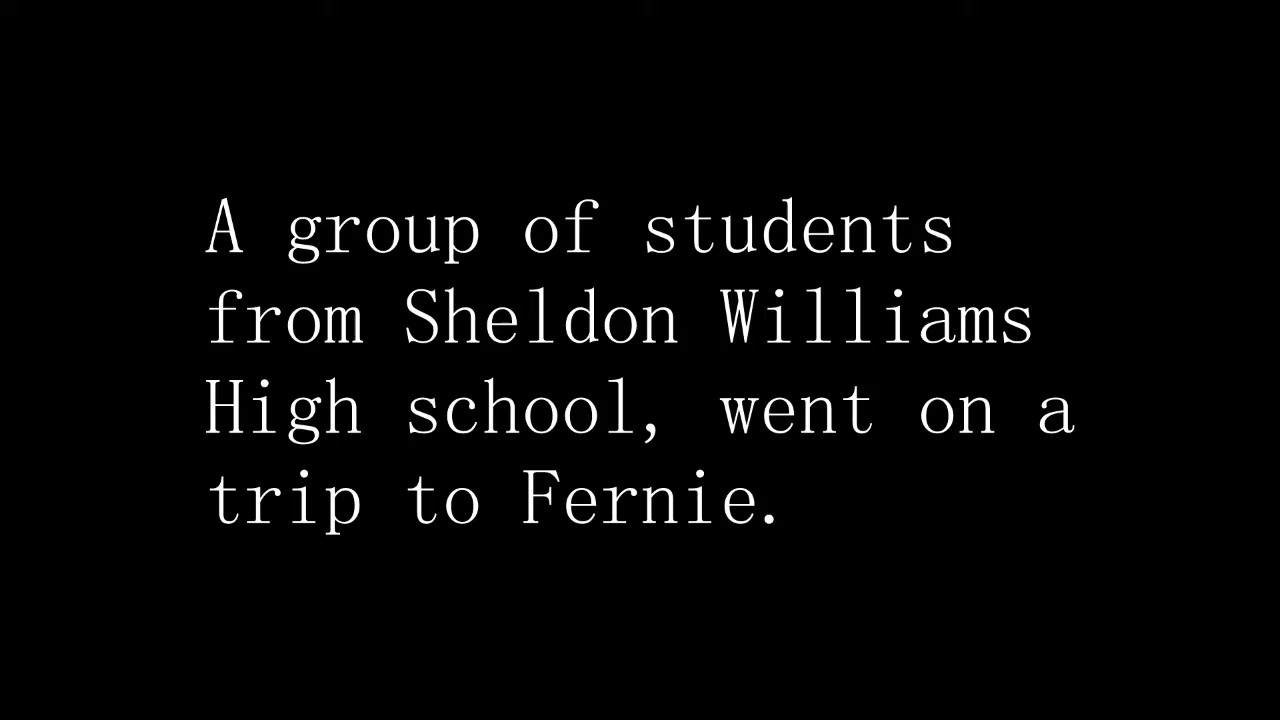 A group of students
from Sheldon Williams
High school, went on a
trip to Fernie.